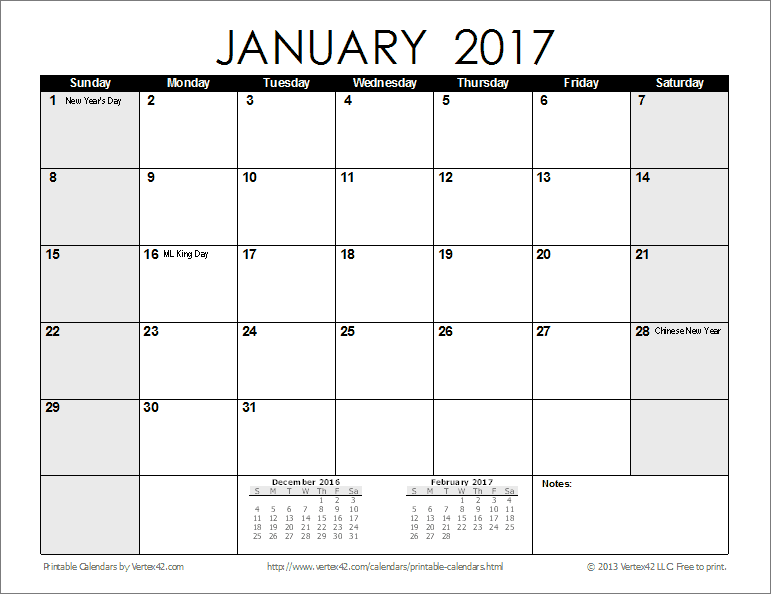 JANUARY 2017
Sunday Monday Tuesday Wednesday Thursday Friday Saturday
1 New Year's Day 2 3 4 5 6 7
8 9 10 11 12 13 14
15 16 ML King Day 17 18 19 20 21
22 23 24 25 26 27 28 Chinese New Year
29 30 31
December 2016
S M T W Th F Sa
1 2 3
4 5 6 7 8 9 10
11 12 13 14 15 16 17
18 19 20 21 22 23 24
25 26 27 28 29 30 31
February 2017
S M T W Th F Sa
1 2 3 4
5 6 7 8 9 10 11
12 13 14 15 16 17 18
19 20 21 22 23 24 25
26 27 28
Notes:
Printable Calendars by Vertex42.com http://www.vertex42.com/calendars/printable-calendars.html © 2013 Vertex42 LLC. Free to print.